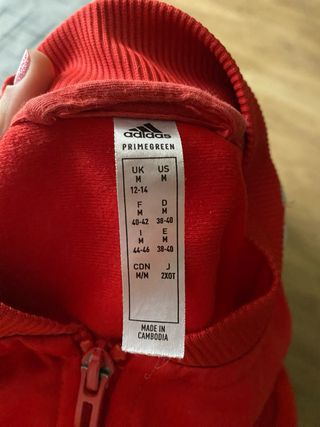 adidas
PRIMEGREEN
UK US
M M
12-14
F D
M M
40-42 38-40
I E
M M
44-46 38-40
CDN J
M/M 2XOT
MADE IN
CAMBODIA